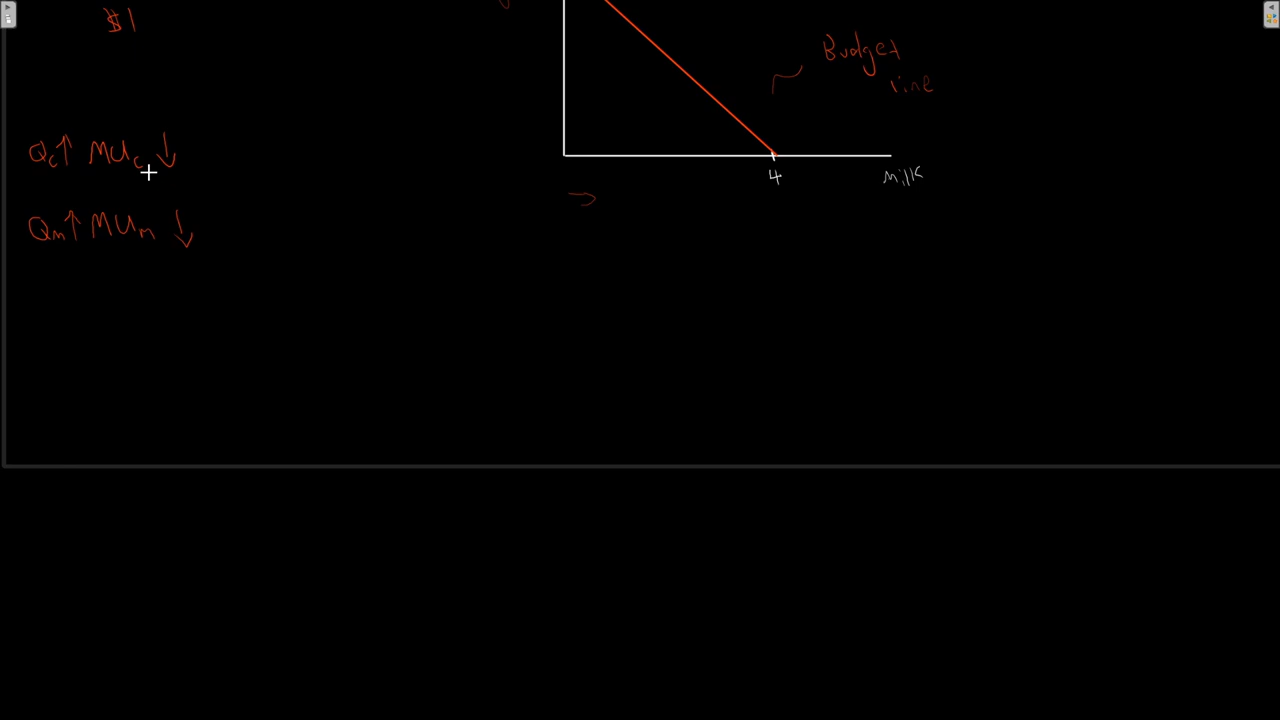 $1
Budget
line
Qc↑ MUc ↓
4
Milk
Qm↑ MUm ↓